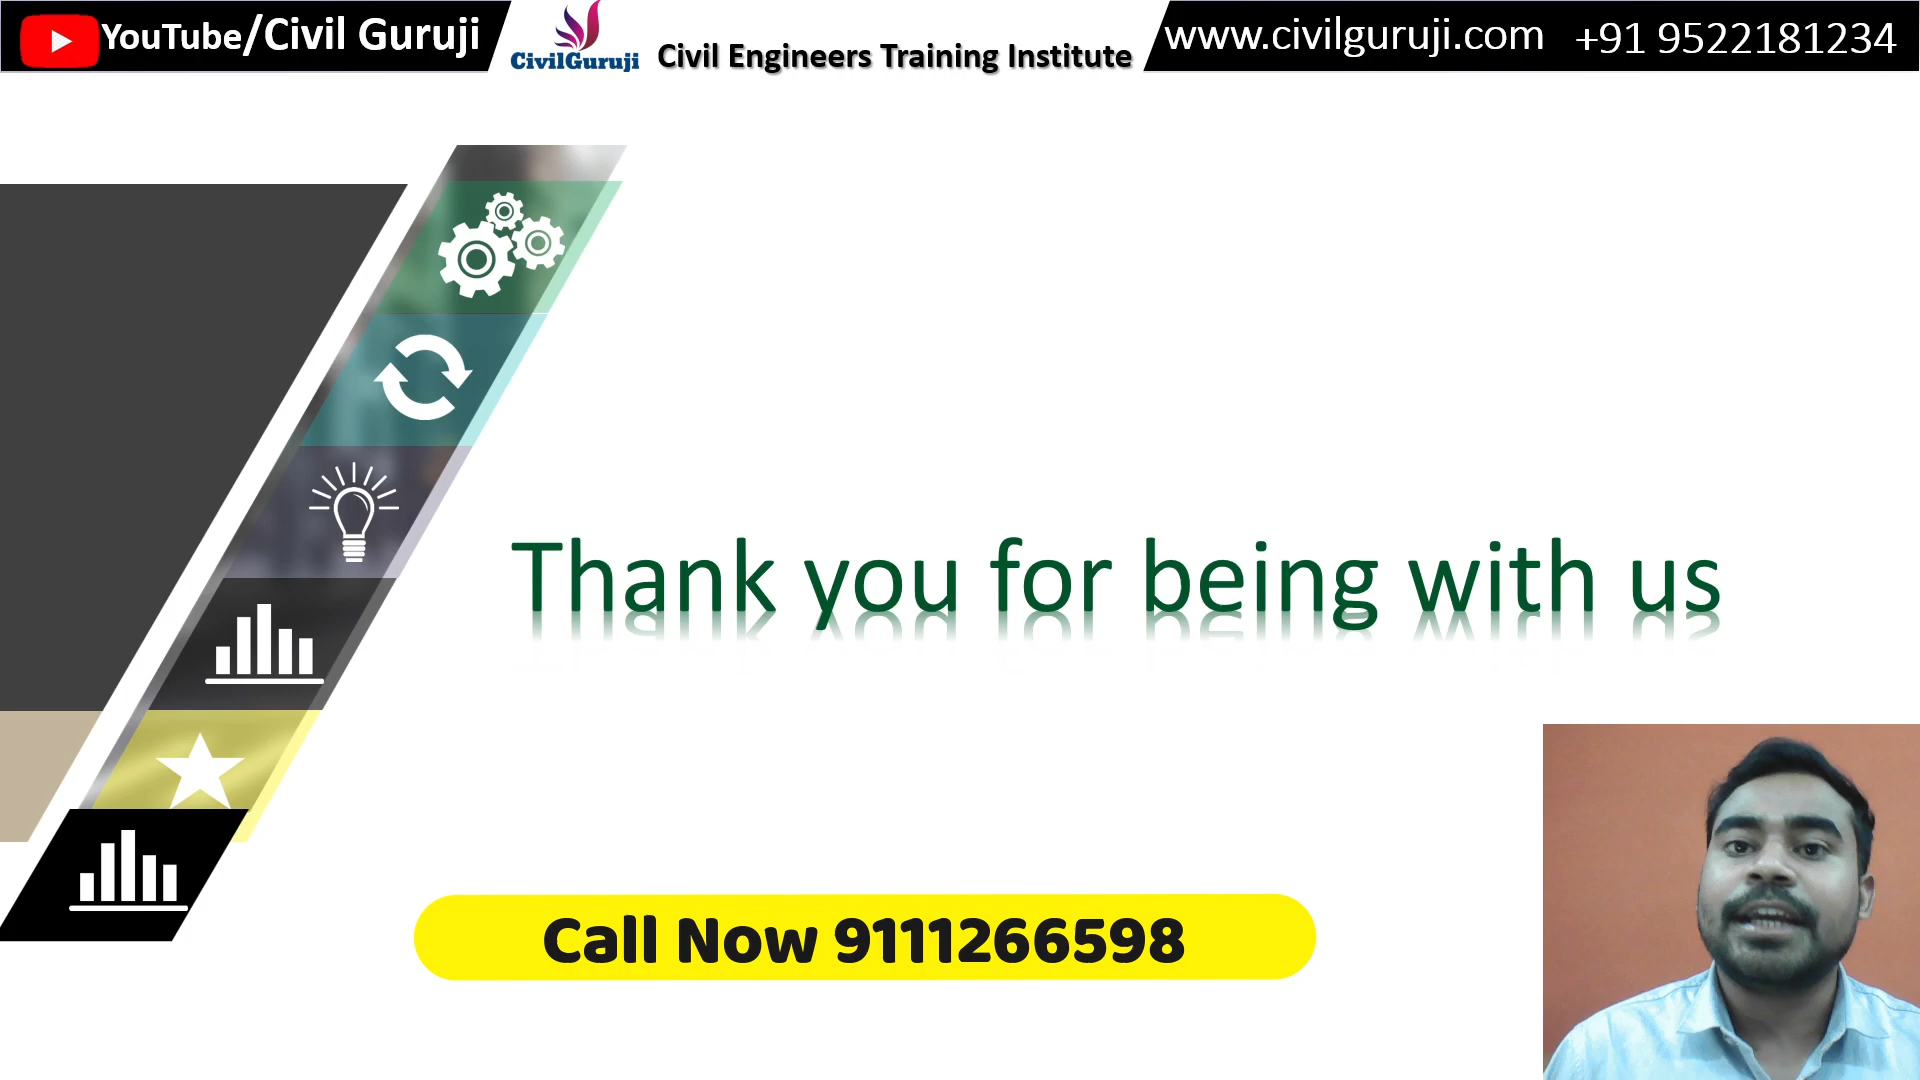 YouTube/Civil Guruji
CivilGuruji
Civil Engineers Training Institute
www.civilguruji.com
+91 9522181234
Thank you for being with us
Call Now 9111266598